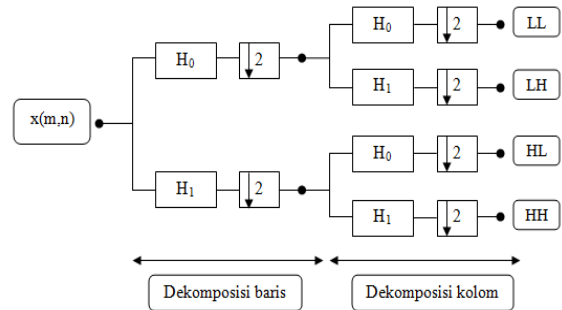 H₀
2
LL
H₀
2
H₁
2
LH
x(m,n)
H₀
2
HL
H₁
2
H₁
2
HH
Dekomposisi baris
Dekomposisi kolom